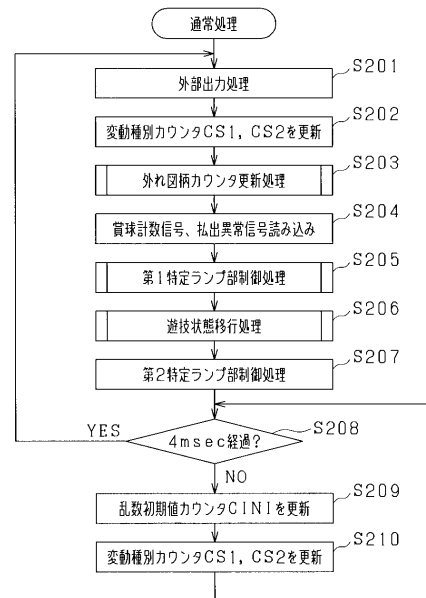 通常処理
S201
外部出力処理
S202
変動種別カウンタCS1,CS2を更新
S203
外れ図柄カウンタ更新処理
S204
賞球計数信号、払出異常信号読み込み
S205
第1特定ランプ部制御処理
S206
遊技状態移行処理
S207
第2特定ランプ部制御処理
S208
YES
4msec経過?
NO
S209
乱数初期値カウンタCINIを更新
S210
変動種別カウンタCS1,CS2を更新